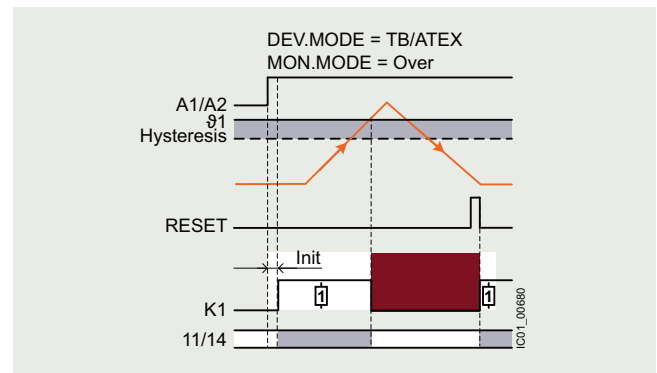 DEV.MODE = TB/ATEX
MON.MODE = Over
A1/A2
ϑ1
Hysteresis
RESET
Init
K1
1
1
11/14
IC01_00680